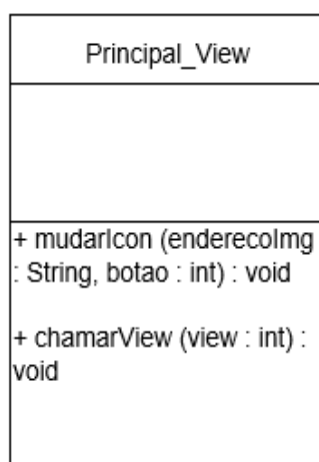 Principal_View
+ mudarIcon (enderecoImg
: String, botao : int) : void
+ chamarView (view : int) :
void